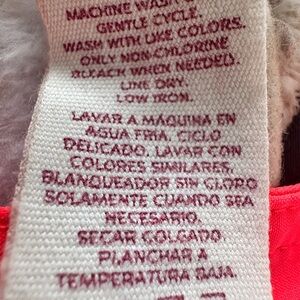 MACHINE WASH
GENTLE CYCLE.
WASH WITH LIKE COLORS.
ONLY NON-CHLORINE
BLEACH WHEN NEEDED.
LINE DRY.
LOW IRON.
LAVAR A MÁQUINA EN
AGUA FRIA, CICLO
DELICADO. LAVAR CON
COLORES SIMILARES.
BLANQUEADOR SIN CLORO
SOLAMENTE CUANDO SEA
NECESARIO.
SECAR COLGADO.
PLANCHAR A
TEMPERATURA BAJA.